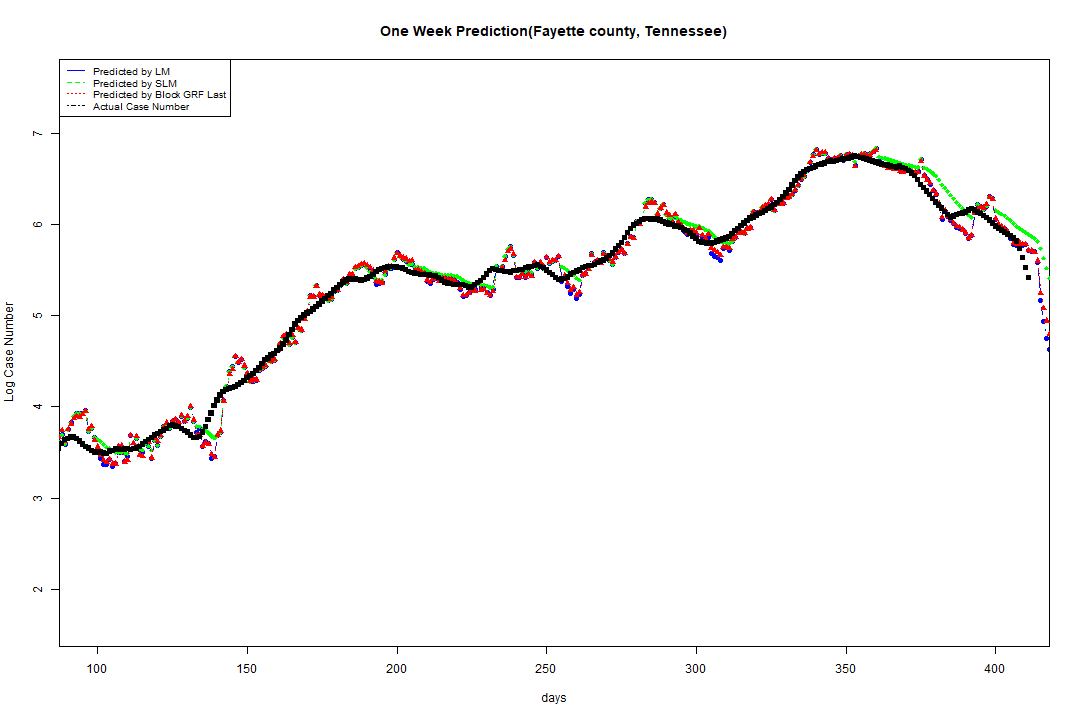 One Week Prediction(Fayette county, Tennessee)
Predicted by LM
Predicted by SLM
Predicted by Block GRF Last
Actual Case Number
7
6
5
4
3
2
Log Case Number
100 150 200 250 300 350 400
days